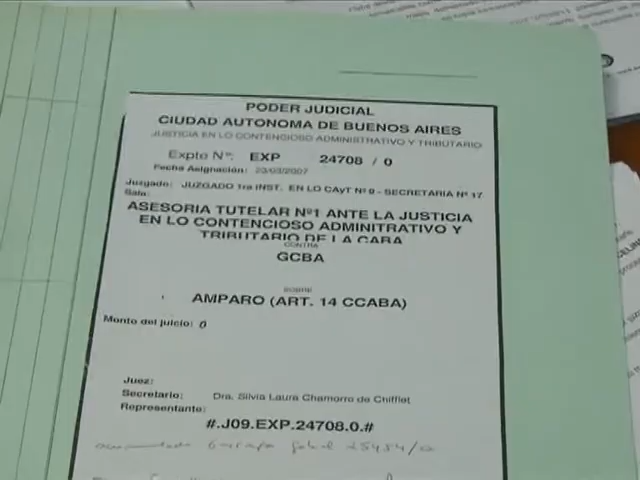 PODER JUDICIAL
CIUDAD AUTONOMA DE BUENOS AIRES
JUSTICIA EN LO CONTENCIOSO ADMINISTRATIVO Y TRIBUTARIO
Expte Nº: EXP 24708 / 0
Fecha Asignación: 23/03/2007
Juzgado: JUZGADO 1ra INST. EN LO CAyT Nº 9 - SECRETARIA Nº 17
Sala:
ASESORIA TUTELAR Nº1 ANTE LA JUSTICIA
EN LO CONTENCIOSO ADMINITRATIVO Y
TRIBUTARIO DE LA CABA
CONTRA
GCBA
SOBRE
AMPARO (ART. 14 CCABA)
Monto del juicio: 0
Juez:
Secretario: Dra. Silvia Laura Chamorro de Chifflet
Representante:
#.J09.EXP.24708.0.#